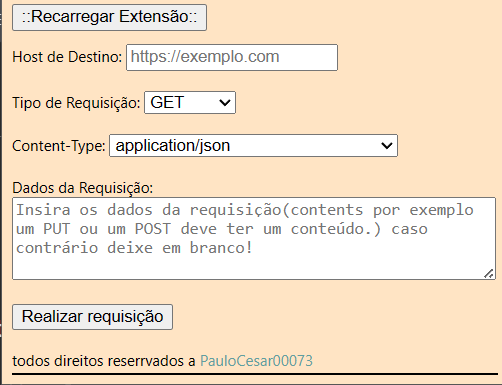 ::Recarregar Extensão::
Host de Destino: https://exemplo.com
Tipo de Requisição: GET
Content-Type: application/json
Dados da Requisição:
Insira os dados da requisição(contents por exemplo
um PUT ou um POST deve ter um conteúdo.) caso
contrário deixe em branco!
Realizar requisição
todos direitos reserrvados a PauloCesar00073